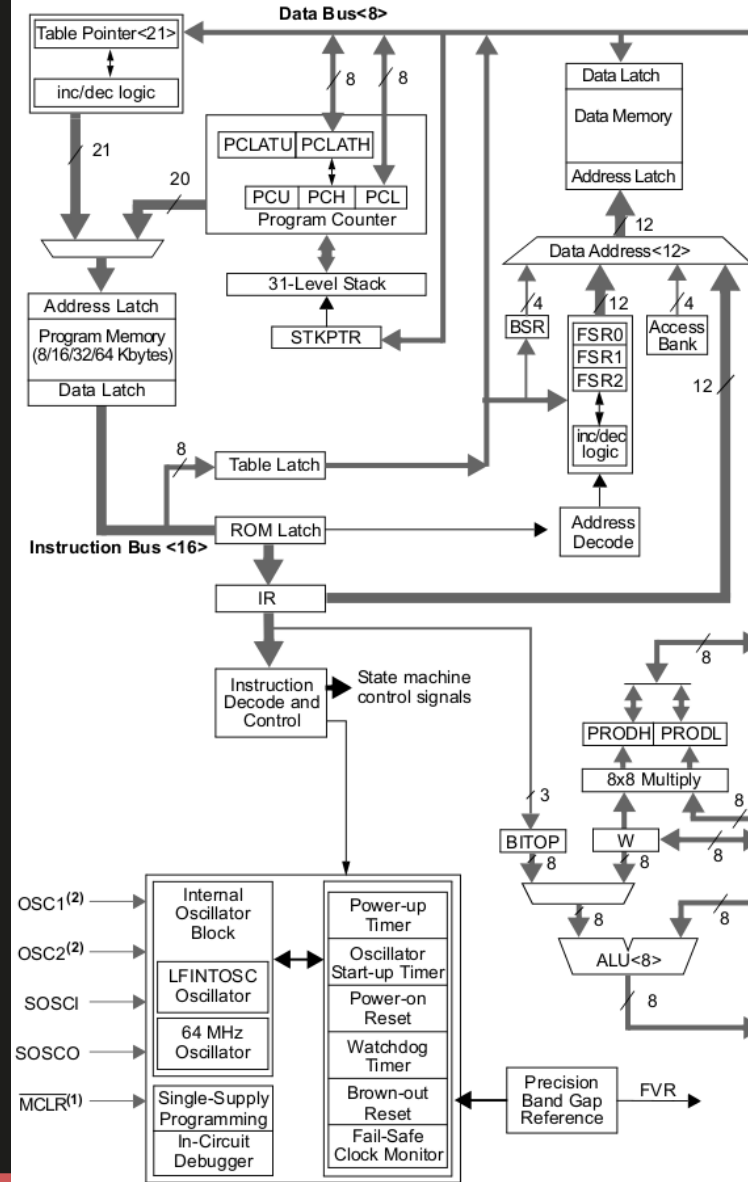 Data Bus<8>
Table Pointer<21>
inc/dec logic
21
20
8
8
PCLATU
PCLATH
PCU
PCH
PCL
Program Counter
31-Level Stack
STKPTR
Data Latch
Data Memory
Address Latch
12
Data Address<12>
4
12
4
BSR
FSR0
FSR1
FSR2
inc/dec
logic
Access
Bank
12
Address
Decode
Address Latch
Program Memory
(8/16/32/64 Kbytes)
Data Latch
8
Table Latch
ROM Latch
Instruction Bus <16>
IR
Instruction
Decode and
Control
State machine
control signals
8
PRODH
PRODL
8x8 Multiply
8
3
BITOP
W
8
8
8
8
8
ALU<8>
8
OSC1(2)
OSC2(2)
SOSCI
SOSCO
MCLR(1)
Internal
Oscillator
Block
LFINTOSC
Oscillator
64 MHz
Oscillator
Single-Supply
Programming
In-Circuit
Debugger
Power-up
Timer
Oscillator
Start-up Timer
Power-on
Reset
Watchdog
Timer
Brown-out
Reset
Fail-Safe
Clock Monitor
Precision
Band Gap
Reference
FVR